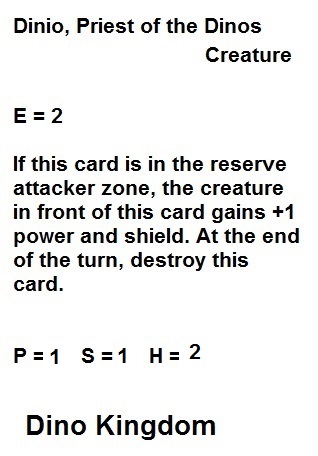 Dinio, Priest of the Dinos
Creature
E = 2
If this card is in the reserve
attacker zone, the creature
in front of this card gains +1
power and shield. At the end
of the turn, destroy this
card.
P = 1 S = 1 H = 2
Dino Kingdom